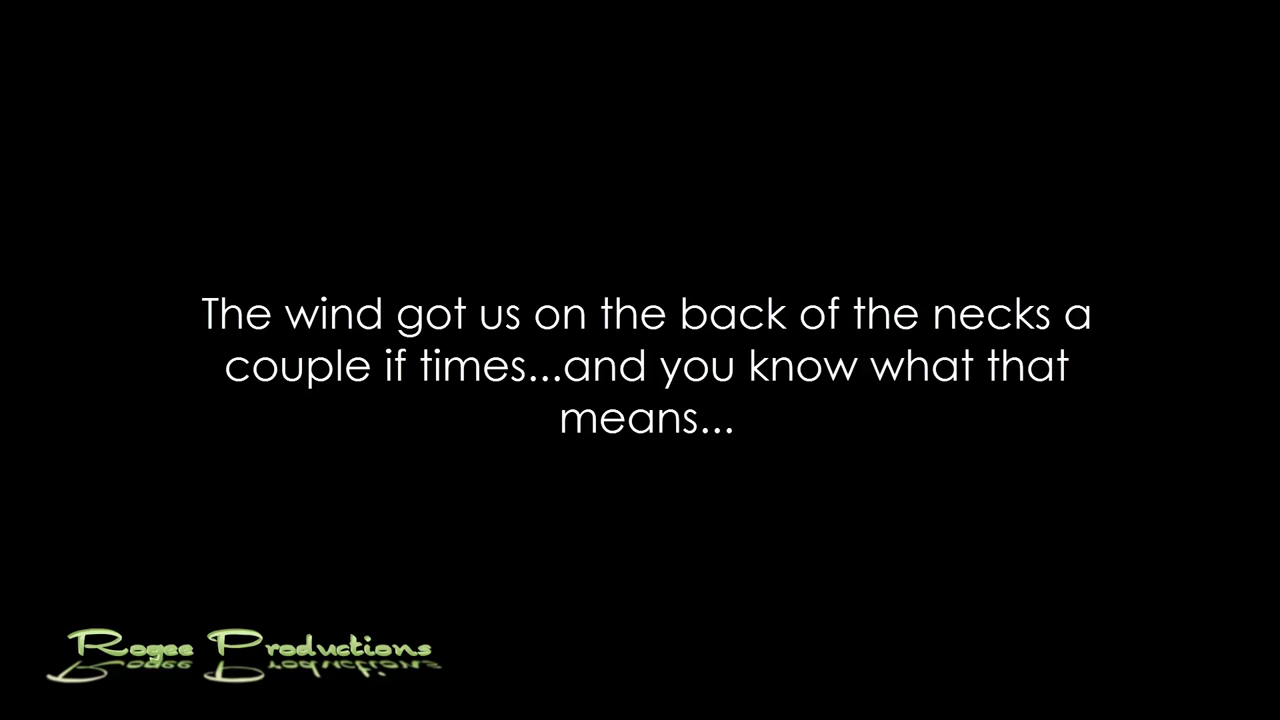 The wind got us on the back of the necks a
couple if times...and you know what that
means...
Rogee Productions